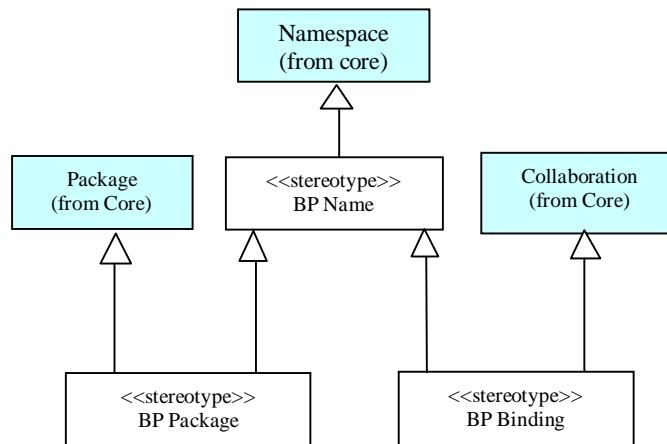 Namespace
(from core)
Package
(from Core)
<<stereotype>>
BP Name
Collaboration
(from Core)
<<stereotype>>
BP Package
<<stereotype>>
BP Binding